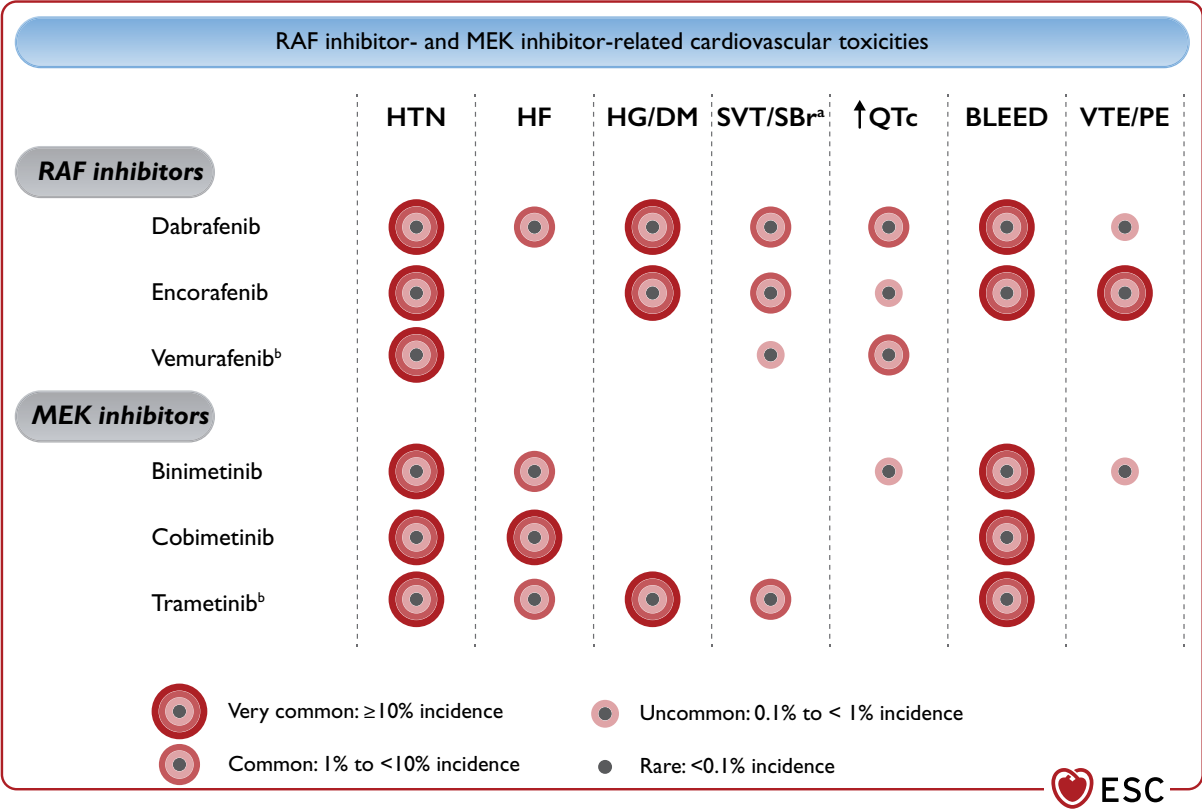 RAF inhibitor- and MEK inhibitor-related cardiovascular toxicities
HTN HF HG/DM SVT/SBrᵃ ↑QTc BLEED VTE/PE
RAF inhibitors
Dabrafenib
Encorafenib
Vemurafenibᵇ
MEK inhibitors
Binimetinib
Cobimetinib
Trametinibᵇ
Very common: ≥10% incidence
Uncommon: 0.1% to < 1% incidence
Common: 1% to <10% incidence
Rare: <0.1% incidence
ESC